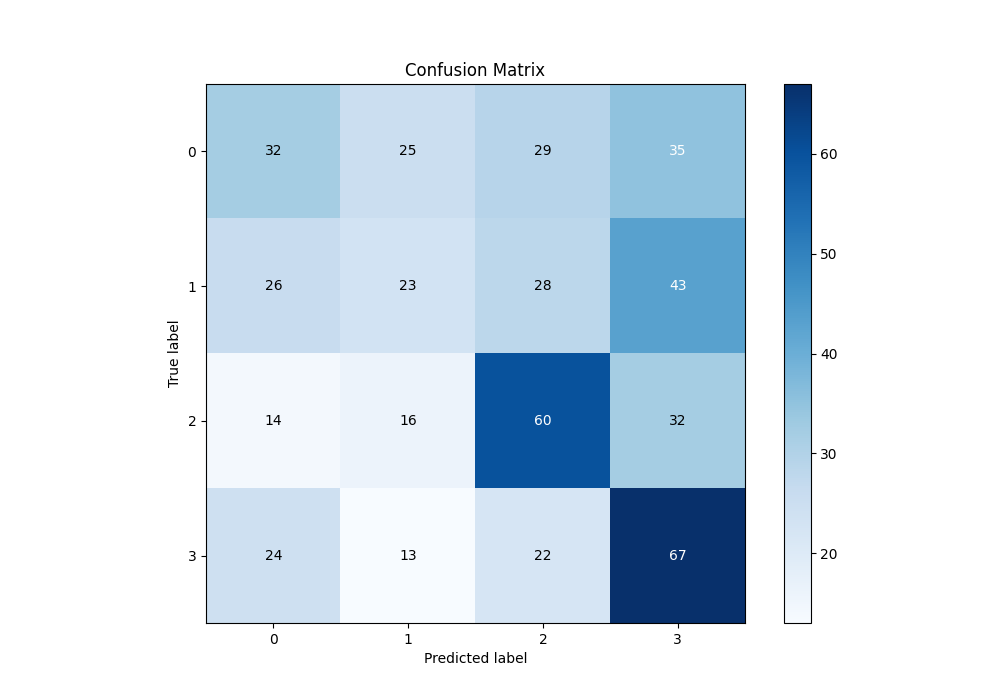 Confusion Matrix
0 32 25 29 35
1 26 23 28 43
2 14 16 60 32
3 24 13 22 67
0 1 2 3
Predicted label
True label
60
50
40
30
20